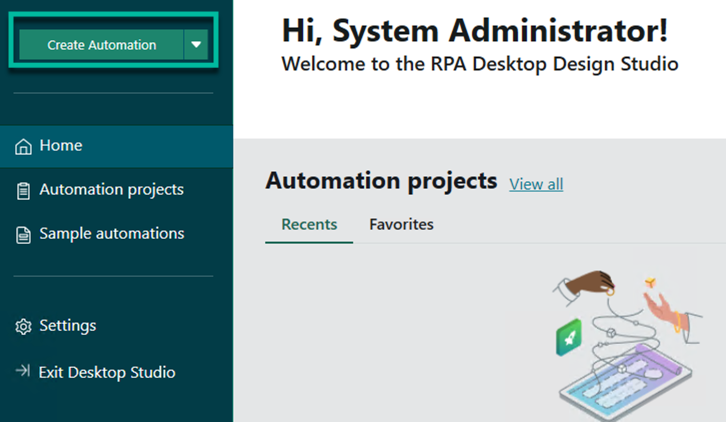 Create Automation
Hi, System Administrator!
Welcome to the RPA Desktop Design Studio
Home
Automation projects
Sample automations
Settings
Exit Desktop Studio
Automation projects View all
Recents Favorites